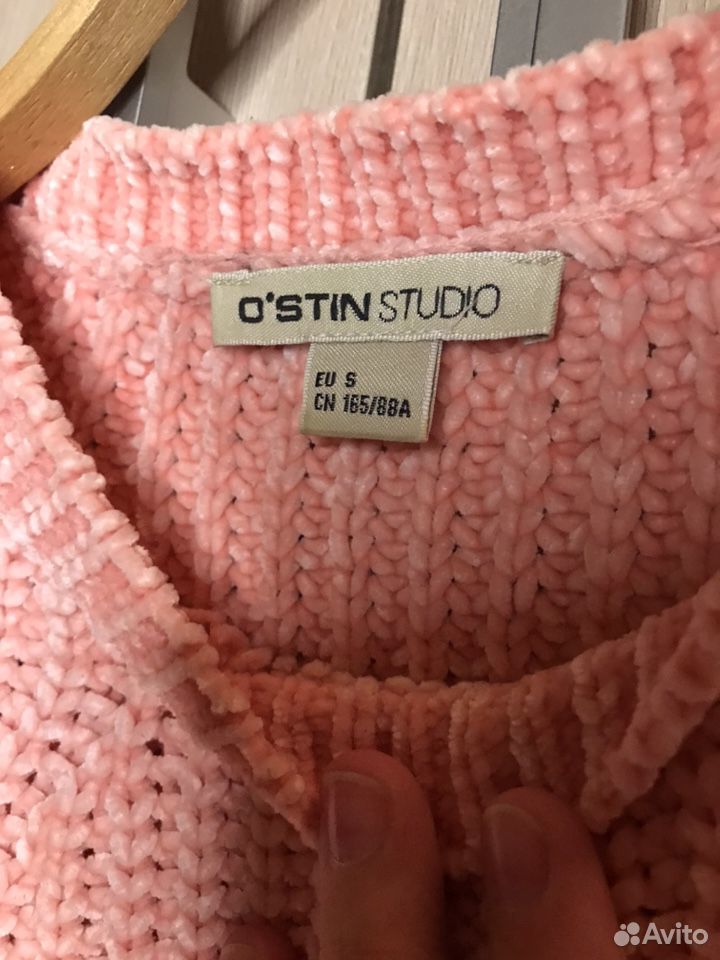 O'STIN STUDIO
EU S
CN 165/88A
Avito